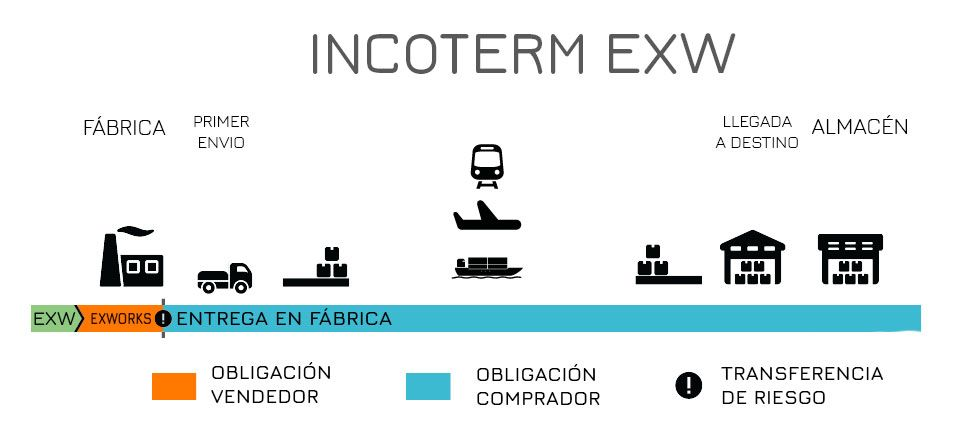 INCOTERM EXW
FÁBRICA
PRIMER
ENVIO
LLEGADA
A DESTINO
ALMACÉN
EXW
EXWORKS
!
ENTREGA EN FÁBRICA
OBLIGACIÓN
VENDEDOR
OBLIGACIÓN
COMPRADOR
!
TRANSFERENCIA
DE RIESGO